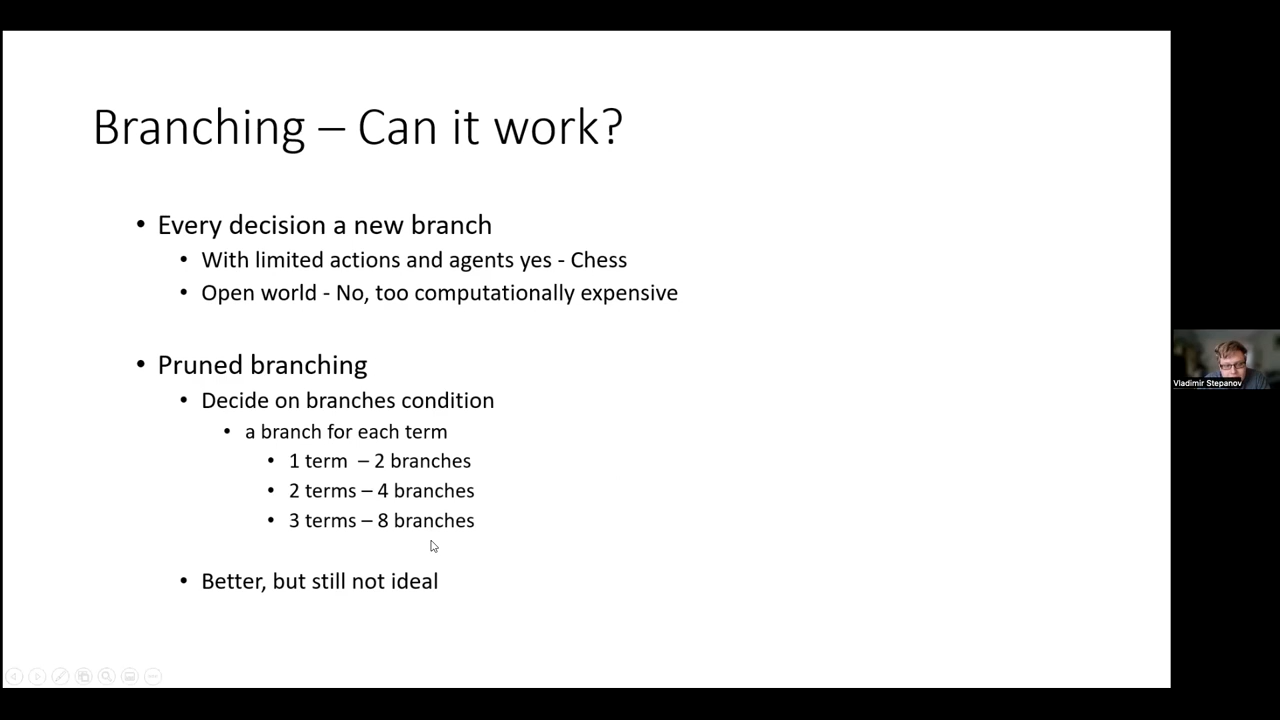 Branching – Can it work?
• Every decision a new branch
• With limited actions and agents yes - Chess
• Open world - No, too computationally expensive
• Pruned branching
• Decide on branches condition
• a branch for each term
• 1 term – 2 branches
• 2 terms – 4 branches
• 3 terms – 8 branches
• Better, but still not ideal
Vladimir Stepanov